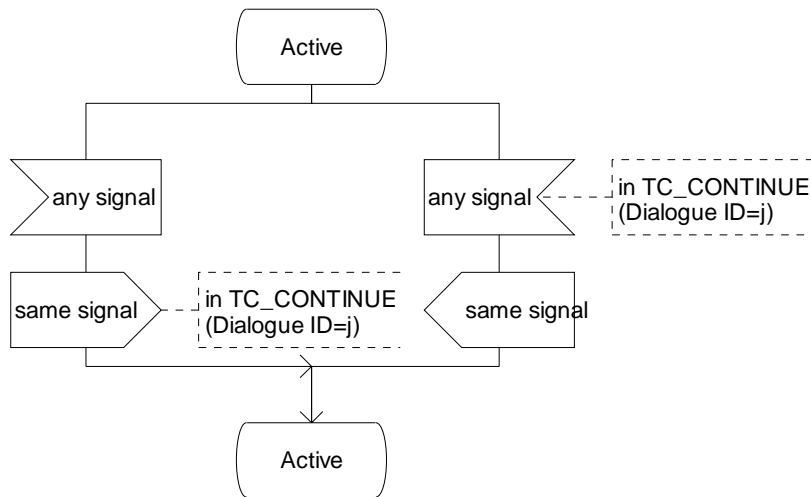 Active
any signal
any signal
in TC_CONTINUE
(Dialogue ID=j)
same signal
in TC_CONTINUE
(Dialogue ID=j)
same signal
Active